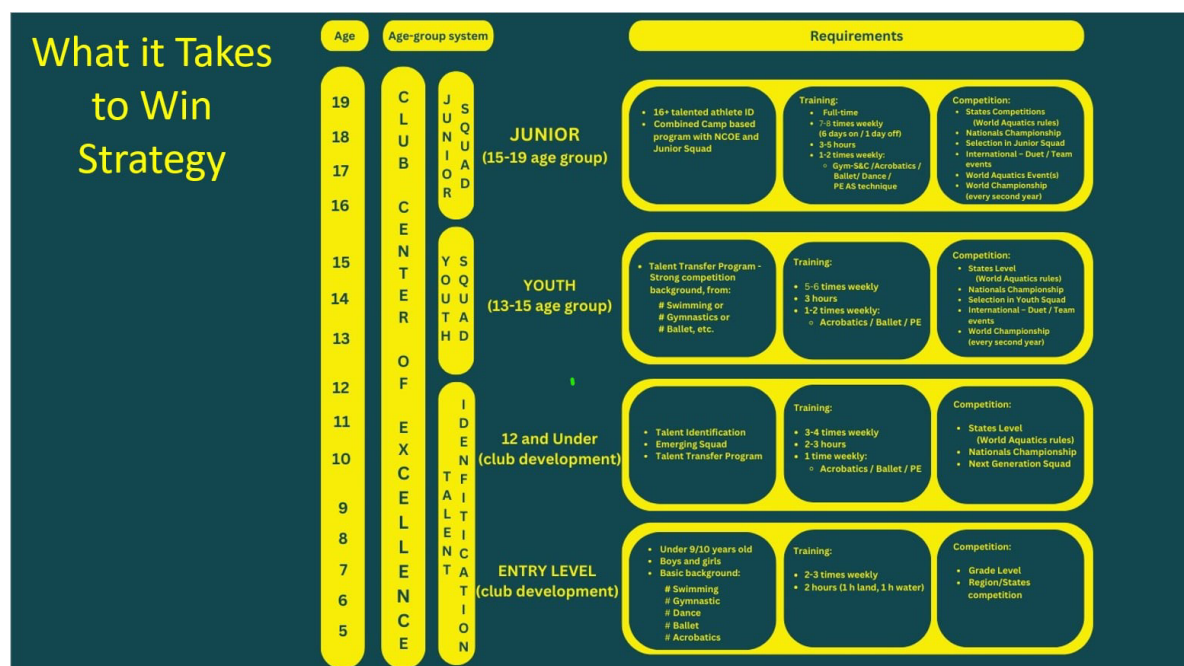 What it Takes
to Win
Strategy
Age
Age-group system
Requirements
19
18
17
16
15
14
13
12
11
10
9
8
7
6
5
CLUB CENTER OF EXCELLENCE
JUNIOR
SQUAD
YOUTH
SQUAD
TALENT
IDENFITICATION
JUNIOR
(15-19 age group)
• 16+ talented athlete ID
• Combined Camp based
program with NCOE and
Junior Squad
Training:
• Full-time
• 7-8 times weekly
(6 days on / 1 day off)
• 3-5 hours
• 1-2 times weekly:
○ Gym-S&C /Acrobatics /
Ballet/ Dance /
PE AS technique
Competition:
• States Competitions
(World Aquatics rules)
• Nationals Championship
• Selection in Junior Squad
• International – Duet / Team
events
• World Aquatics Event(s)
• World Championship
(every second year)
YOUTH
(13-15 age group)
• Talent Transfer Program -
Strong competition
background, from:
# Swimming or
# Gymnastics or
# Ballet, etc.
Training:
• 5-6 times weekly
• 3 hours
• 1-2 times weekly:
○ Acrobatics / Ballet / PE
Competition:
• States Level
(World Aquatics rules)
• Nationals Championship
• Selection in Youth Squad
• International – Duet / Team
events
• World Championship
(every second year)
12 and Under
(club development)
• Talent Identification
• Emerging Squad
• Talent Transfer Program
Training:
• 3-4 times weekly
• 2-3 hours
• 1 time weekly:
○ Acrobatics / Ballet / PE
Competition:
• States Level
(World Aquatics rules)
• Nationals Championship
• Next Generation Squad
ENTRY LEVEL
(club development)
• Under 9/10 years old
• Boys and girls
• Basic background:
# Swimming
# Gymnastic
# Dance
# Ballet
# Acrobatics
Training:
• 2-3 times weekly
• 2 hours (1 h land, 1 h water)
Competition:
• Grade Level
• Region/States
competition